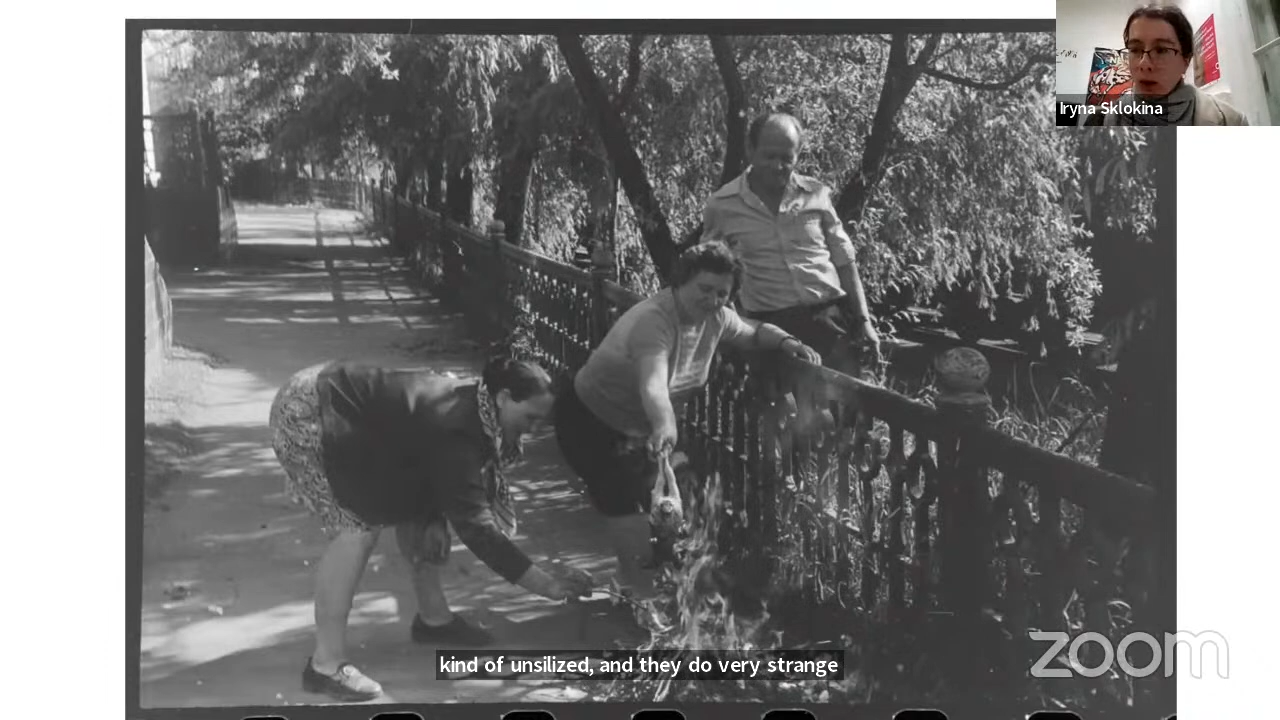 Iryna Sklokina
kind of unsilized, and they do very strange
zoom